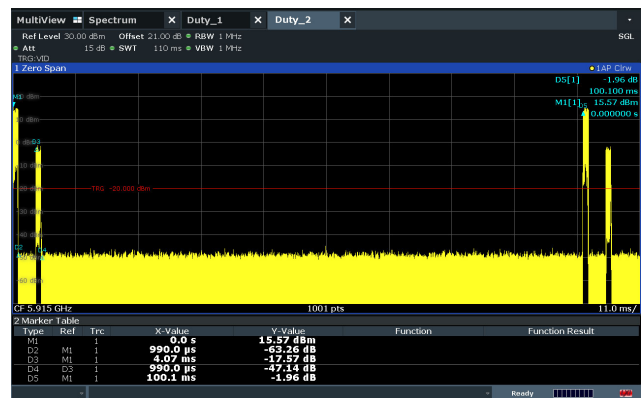 MultiView Spectrum X Duty_1 X Duty_2 X
Ref Level 30.00 dBm Offset 21.00 dB RBW 1 MHz SGL
Att 15 dB SWT 110 ms VBW 1 MHz
TRG:VID
1 Zero Span 1AP Clrw
D5[1] -1.96 dB
100.100 ms
M1[1] 15.57 dBm
0.000000 s
M1
D5
D3
TRG -20.000 dBm
D2
D4
CF 5.915 GHz 1001 pts 11.0 ms/
2 Marker Table
Type Ref Trc X-Value Y-Value Function Function Result
M1 1 0.0 s 15.57 dBm
D2 M1 1 990.0 µs -63.26 dB
D3 M1 1 4.07 ms -17.57 dB
D4 D3 1 990.0 µs -47.14 dB
D5 M1 1 100.1 ms -1.96 dB
Ready